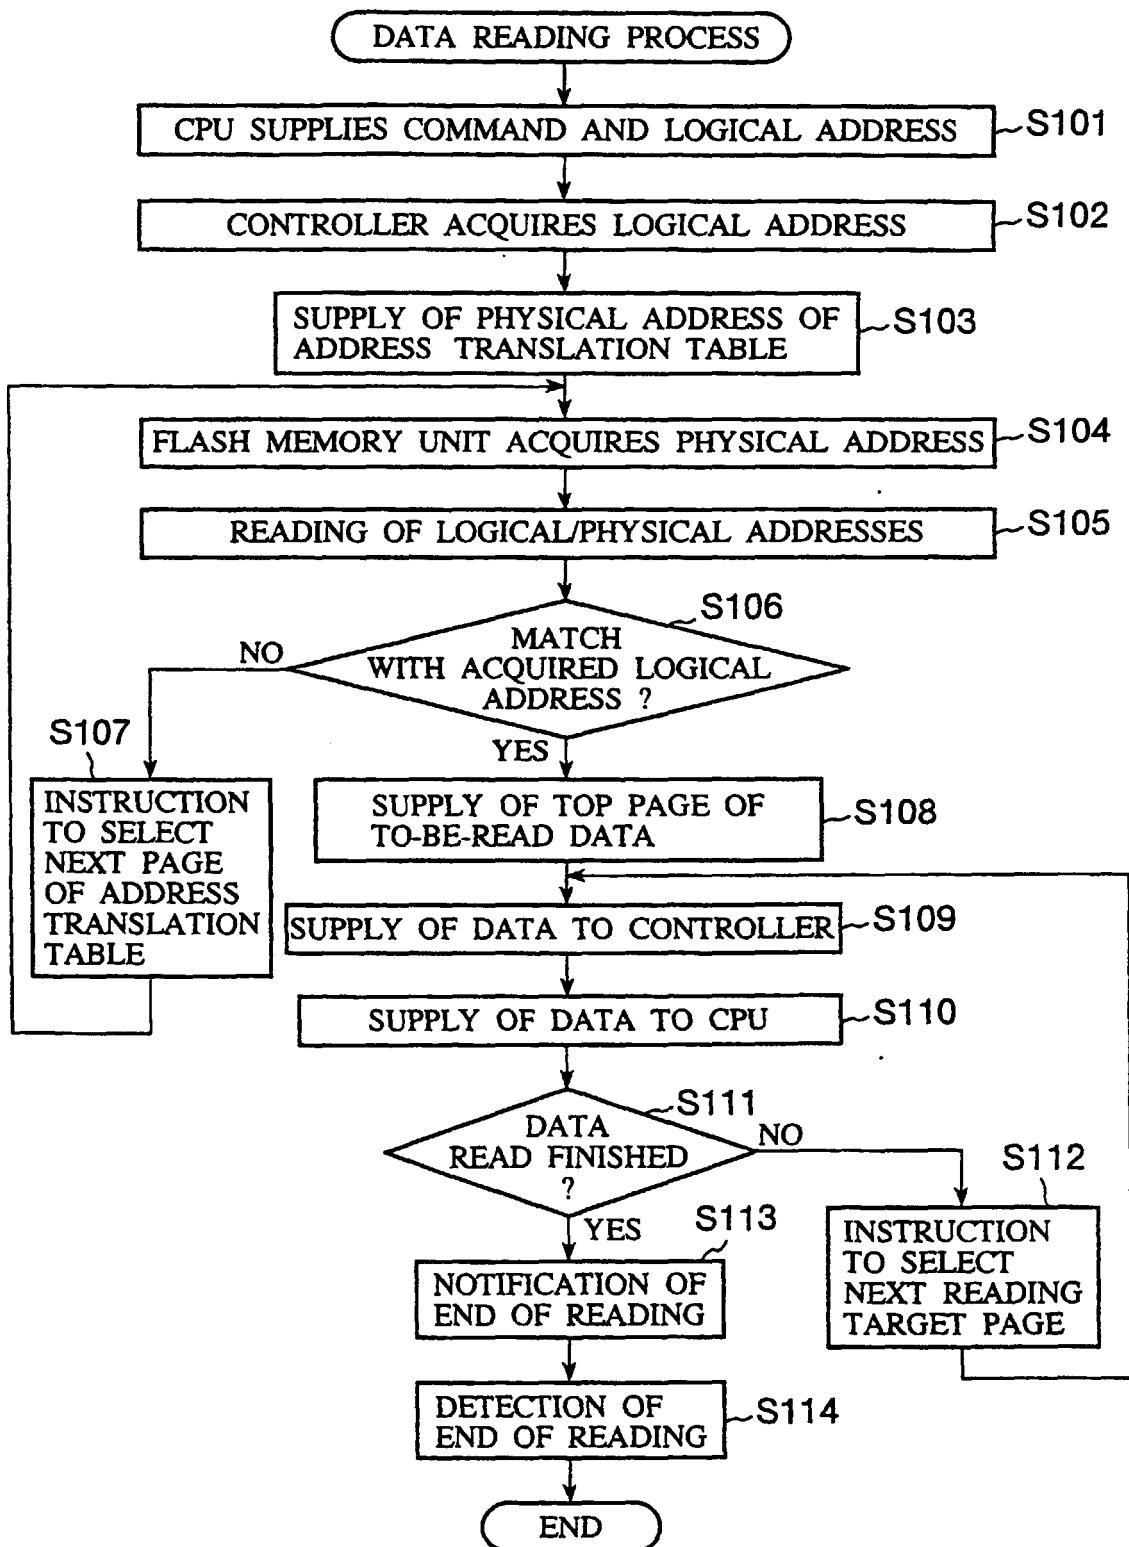 DATA READING PROCESS
CPU SUPPLIES COMMAND AND LOGICAL ADDRESS
S101
CONTROLLER ACQUIRES LOGICAL ADDRESS
S102
SUPPLY OF PHYSICAL ADDRESS OF
ADDRESS TRANSLATION TABLE
S103
FLASH MEMORY UNIT ACQUIRES PHYSICAL ADDRESS
S104
READING OF LOGICAL/PHYSICAL ADDRESSES
S105
S106
MATCH
WITH ACQUIRED LOGICAL
ADDRESS ?
NO
YES
S107
INSTRUCTION
TO SELECT
NEXT PAGE
OF ADDRESS
TRANSLATION
TABLE
SUPPLY OF TOP PAGE OF
TO-BE-READ DATA
S108
SUPPLY OF DATA TO CONTROLLER
S109
SUPPLY OF DATA TO CPU
S110
S111
DATA
READ FINISHED
?
NO
YES
S112
INSTRUCTION
TO SELECT
NEXT READING
TARGET PAGE
S113
NOTIFICATION OF
END OF READING
DETECTION OF
END OF READING
S114
END